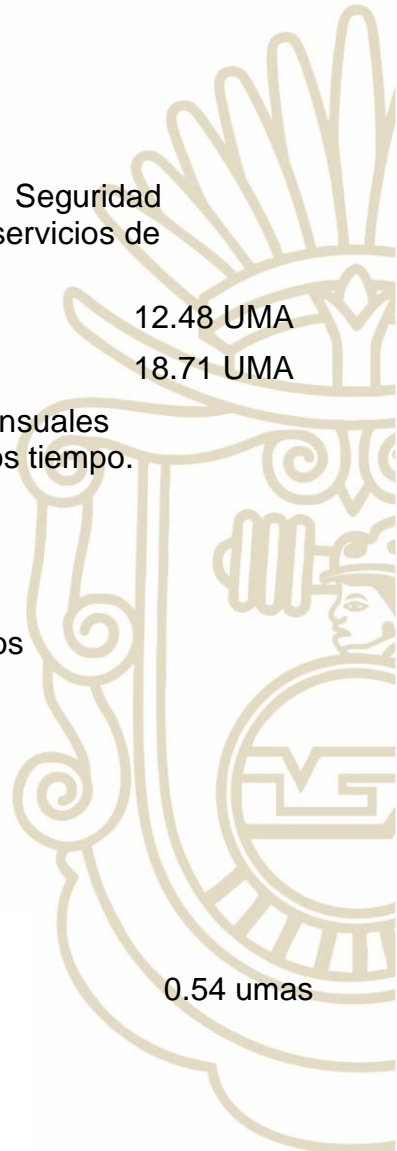 Seguridad
servicios de
12.48 UMA
18.71 UMA
nsuales
os tiempo.
os
0.54 umas